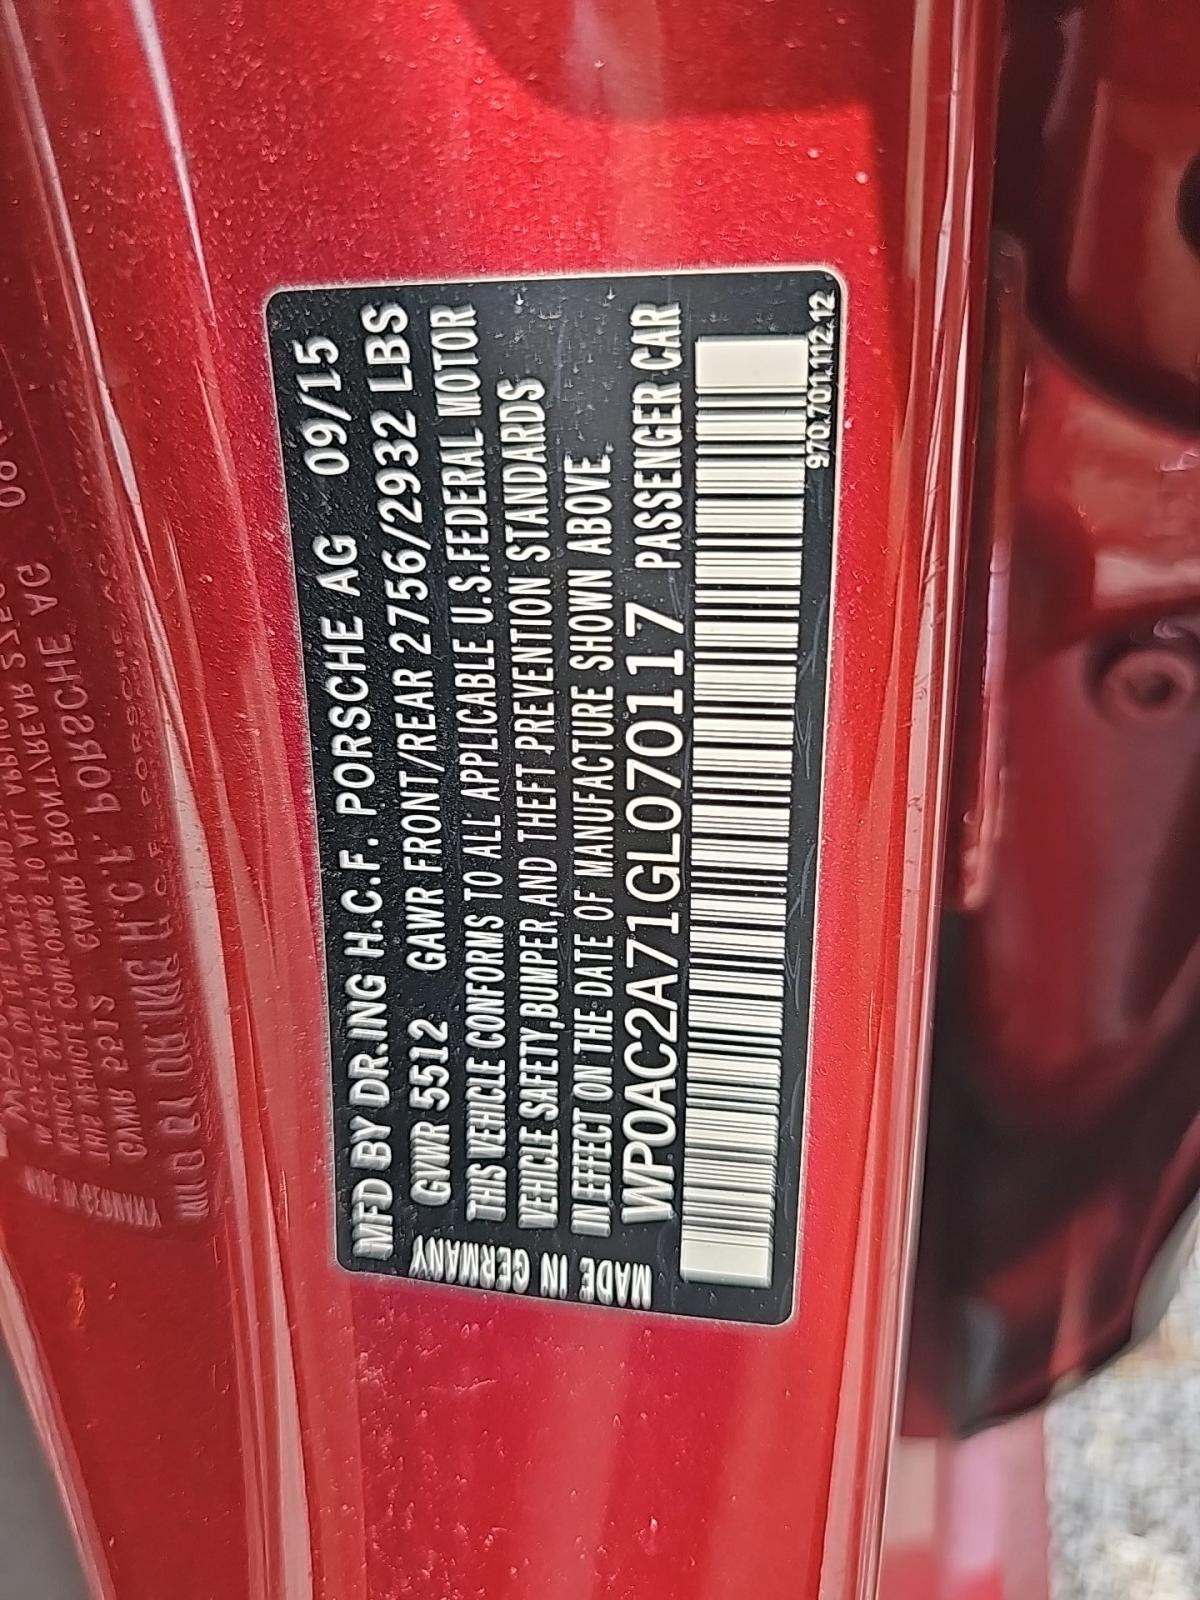 MFD BY DR.ING H.C.F. PORSCHE AG 09/15
GVWR 5512 GAWR FRONT/REAR 2756/2932 LBS
THIS VEHICLE CONFORMS TO ALL APPLICABLE U.S.FEDERAL MOTOR
VEHICLE SAFETY,BUMPER,AND THEFT PREVENTION STANDARDS
IN EFFECT ON THE DATE OF MANUFACTURE SHOWN ABOVE.
WP0AC2A71GL070117 PASSENGER CAR
MADE IN GERMANY
97Q.701.112.12